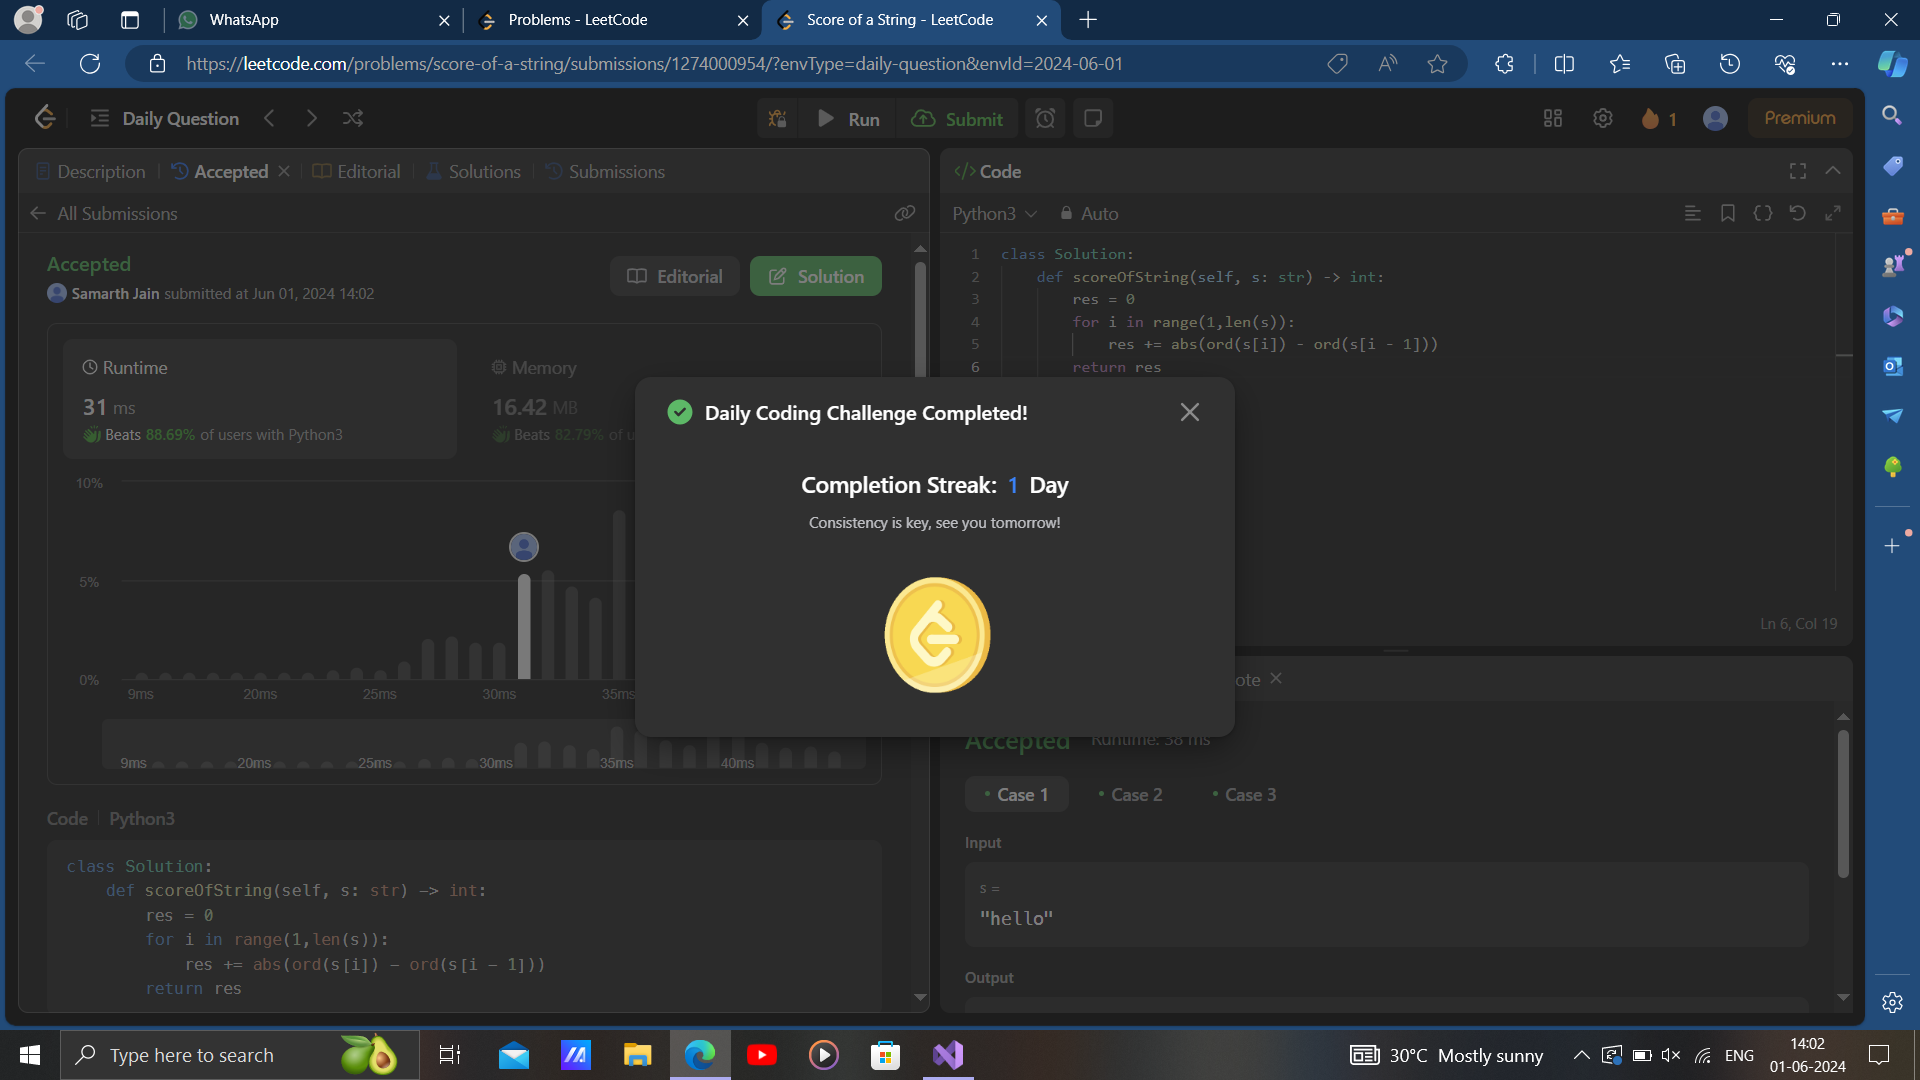 WhatsApp
Problems - LeetCode
Score of a String - LeetCode
https://leetcode.com/problems/score-of-a-string/submissions/1274000954/?envType=daily-question&envId=2024-06-01
Daily Question
Run
Submit
1
Premium
Description
Accepted
Editorial
Solutions
Submissions
All Submissions
Accepted
Samarth Jain submitted at Jun 01, 2024 14:02
Editorial
Solution
Runtime
31 ms
Beats 88.69% of users with Python3
Memory
16.42 MB
Beats 82.79% of u
10%
5%
0%
9ms
20ms
25ms
30ms
35ms
9ms
20ms
25ms
30ms
35ms
40ms
Code
Python3
class Solution:
def scoreOfString(self, s: str) -> int:
res = 0
for i in range(1,len(s)):
res += abs(ord(s[i]) - ord(s[i - 1]))
return res
</> Code
Python3
Auto
1 class Solution:
2 def scoreOfString(self, s: str) -> int:
3 res = 0
4 for i in range(1,len(s)):
5 res += abs(ord(s[i]) - ord(s[i - 1]))
6 return res
Ln 6, Col 19
Daily Coding Challenge Completed!
Completion Streak: 1 Day
Consistency is key, see you tomorrow!
ote
Accepted
Runtime: 38 ms
Case 1
Case 2
Case 3
Input
s =
"hello"
Output
Type here to search
30°C Mostly sunny
ENG
14:02
01-06-2024